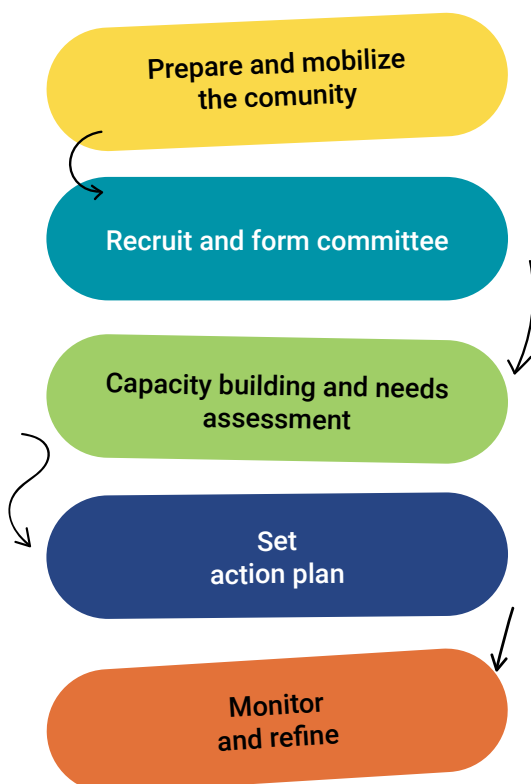 Prepare and mobilize
the comunity
Recruit and form committee
Capacity building and needs
assessment
Set
action plan
Monitor
and refine